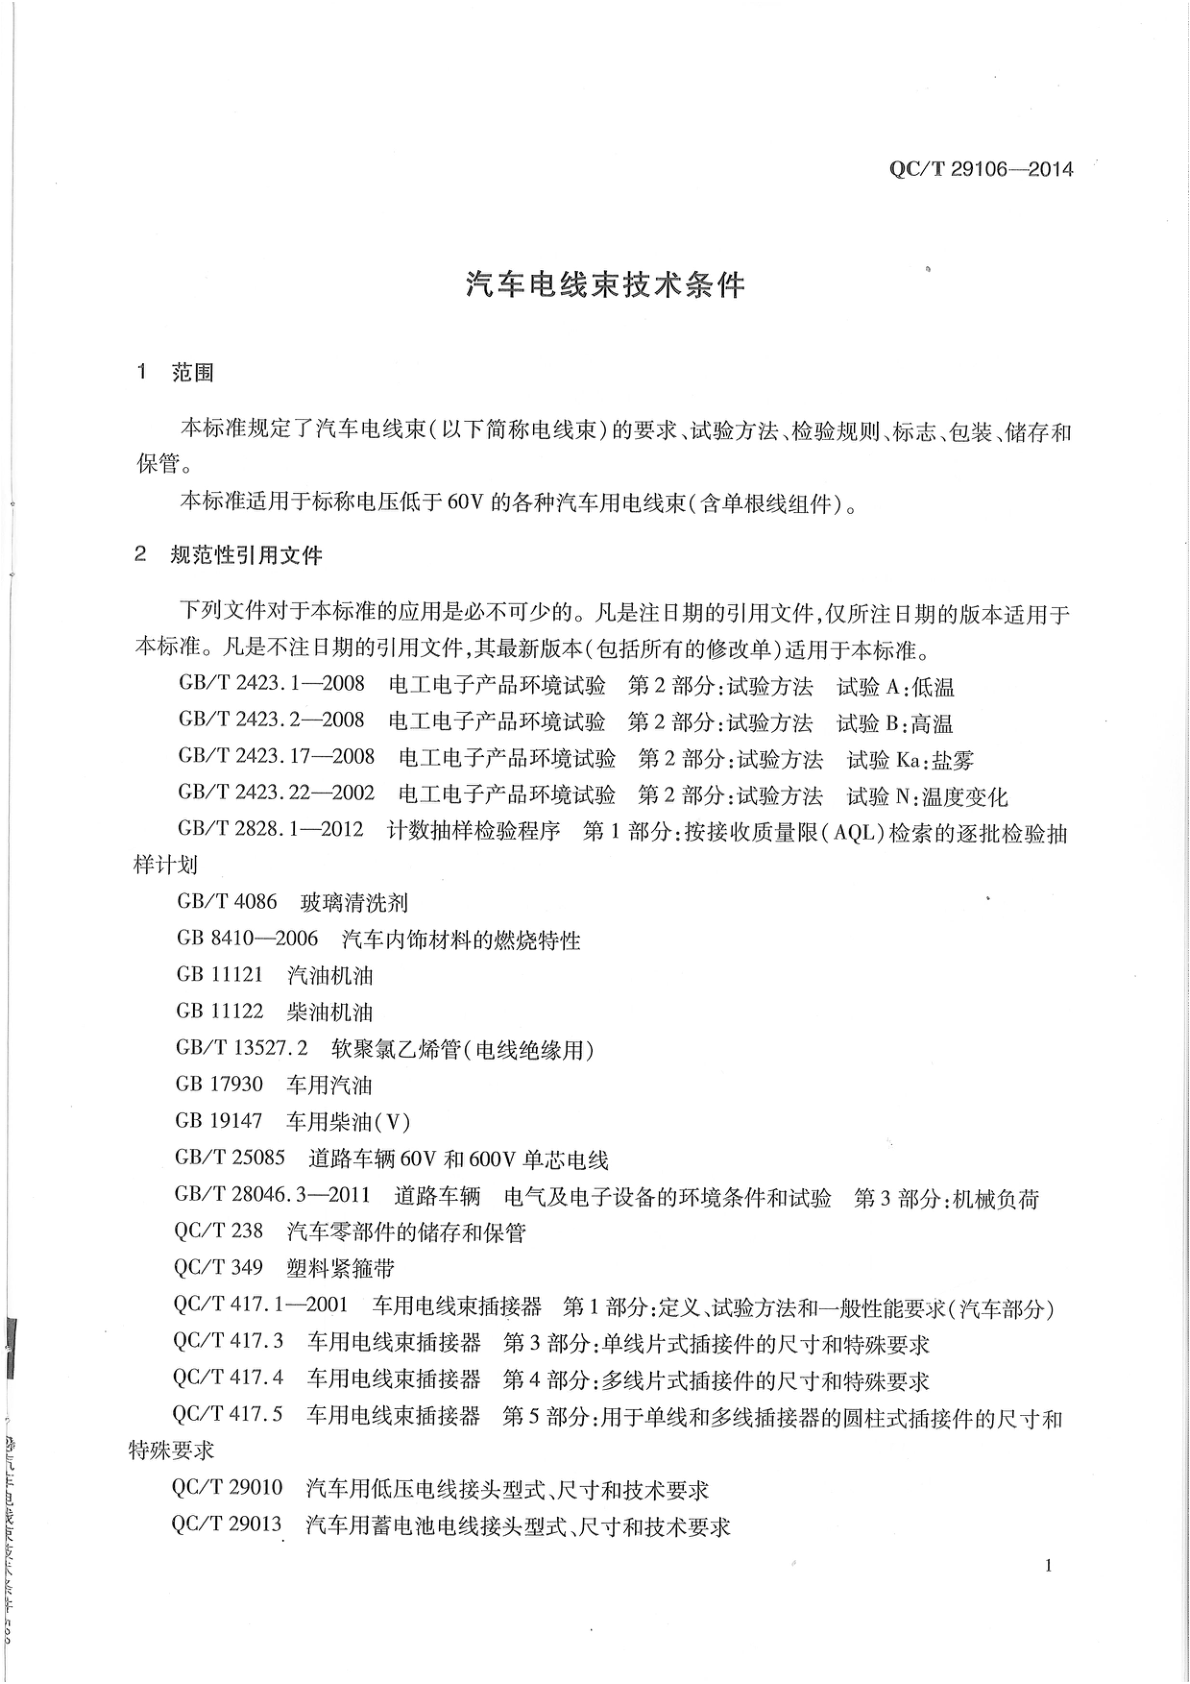 QC/T 29106—2014
汽车电线束技术条件
1 范围
本标准规定了汽车电线束(以下简称电线束)的要求、试验方法、检验规则、标志、包装、储存和
保管。
本标准适用于标称电压低于 60V 的各种汽车用电线束(含单根线组件)。
2 规范性引用文件
下列文件对于本标准的应用是必不可少的。凡是注日期的引用文件,仅所注日期的版本适用于
本标准。凡是不注日期的引用文件,其最新版本(包括所有的修改单)适用于本标准。
GB/T 2423.1—2008 电工电子产品环境试验 第 2 部分:试验方法 试验 A:低温
GB/T 2423.2—2008 电工电子产品环境试验 第 2 部分:试验方法 试验 B:高温
GB/T 2423.17—2008 电工电子产品环境试验 第 2 部分:试验方法 试验 Ka:盐雾
GB/T 2423.22—2002 电工电子产品环境试验 第 2 部分:试验方法 试验 N:温度变化
GB/T 2828.1—2012 计数抽样检验程序 第 1 部分:按接收质量限(AQL)检索的逐批检验抽
样计划
GB/T 4086 玻璃清洗剂
GB 8410—2006 汽车内饰材料的燃烧特性
GB 11121 汽油机油
GB 11122 柴油机油
GB/T 13527.2 软聚氯乙烯管(电线绝缘用)
GB 17930 车用汽油
GB 19147 车用柴油(V)
GB/T 25085 道路车辆 60V 和 600V 单芯电线
GB/T 28046.3—2011 道路车辆 电气及电子设备的环境条件和试验 第 3 部分:机械负荷
QC/T 238 汽车零部件的储存和保管
QC/T 349 塑料紧箍带
QC/T 417.1—2001 车用电线束插接器 第 1 部分:定义、试验方法和一般性能要求(汽车部分)
QC/T 417.3 车用电线束插接器 第 3 部分:单线片式插接件的尺寸和特殊要求
QC/T 417.4 车用电线束插接器 第 4 部分:多线片式插接件的尺寸和特殊要求
QC/T 417.5 车用电线束插接器 第 5 部分:用于单线和多线插接器的圆柱式插接件的尺寸和
特殊要求
QC/T 29010 汽车用低压电线接头型式、尺寸和技术要求
QC/T 29013 汽车用蓄电池电线接头型式、尺寸和技术要求
1